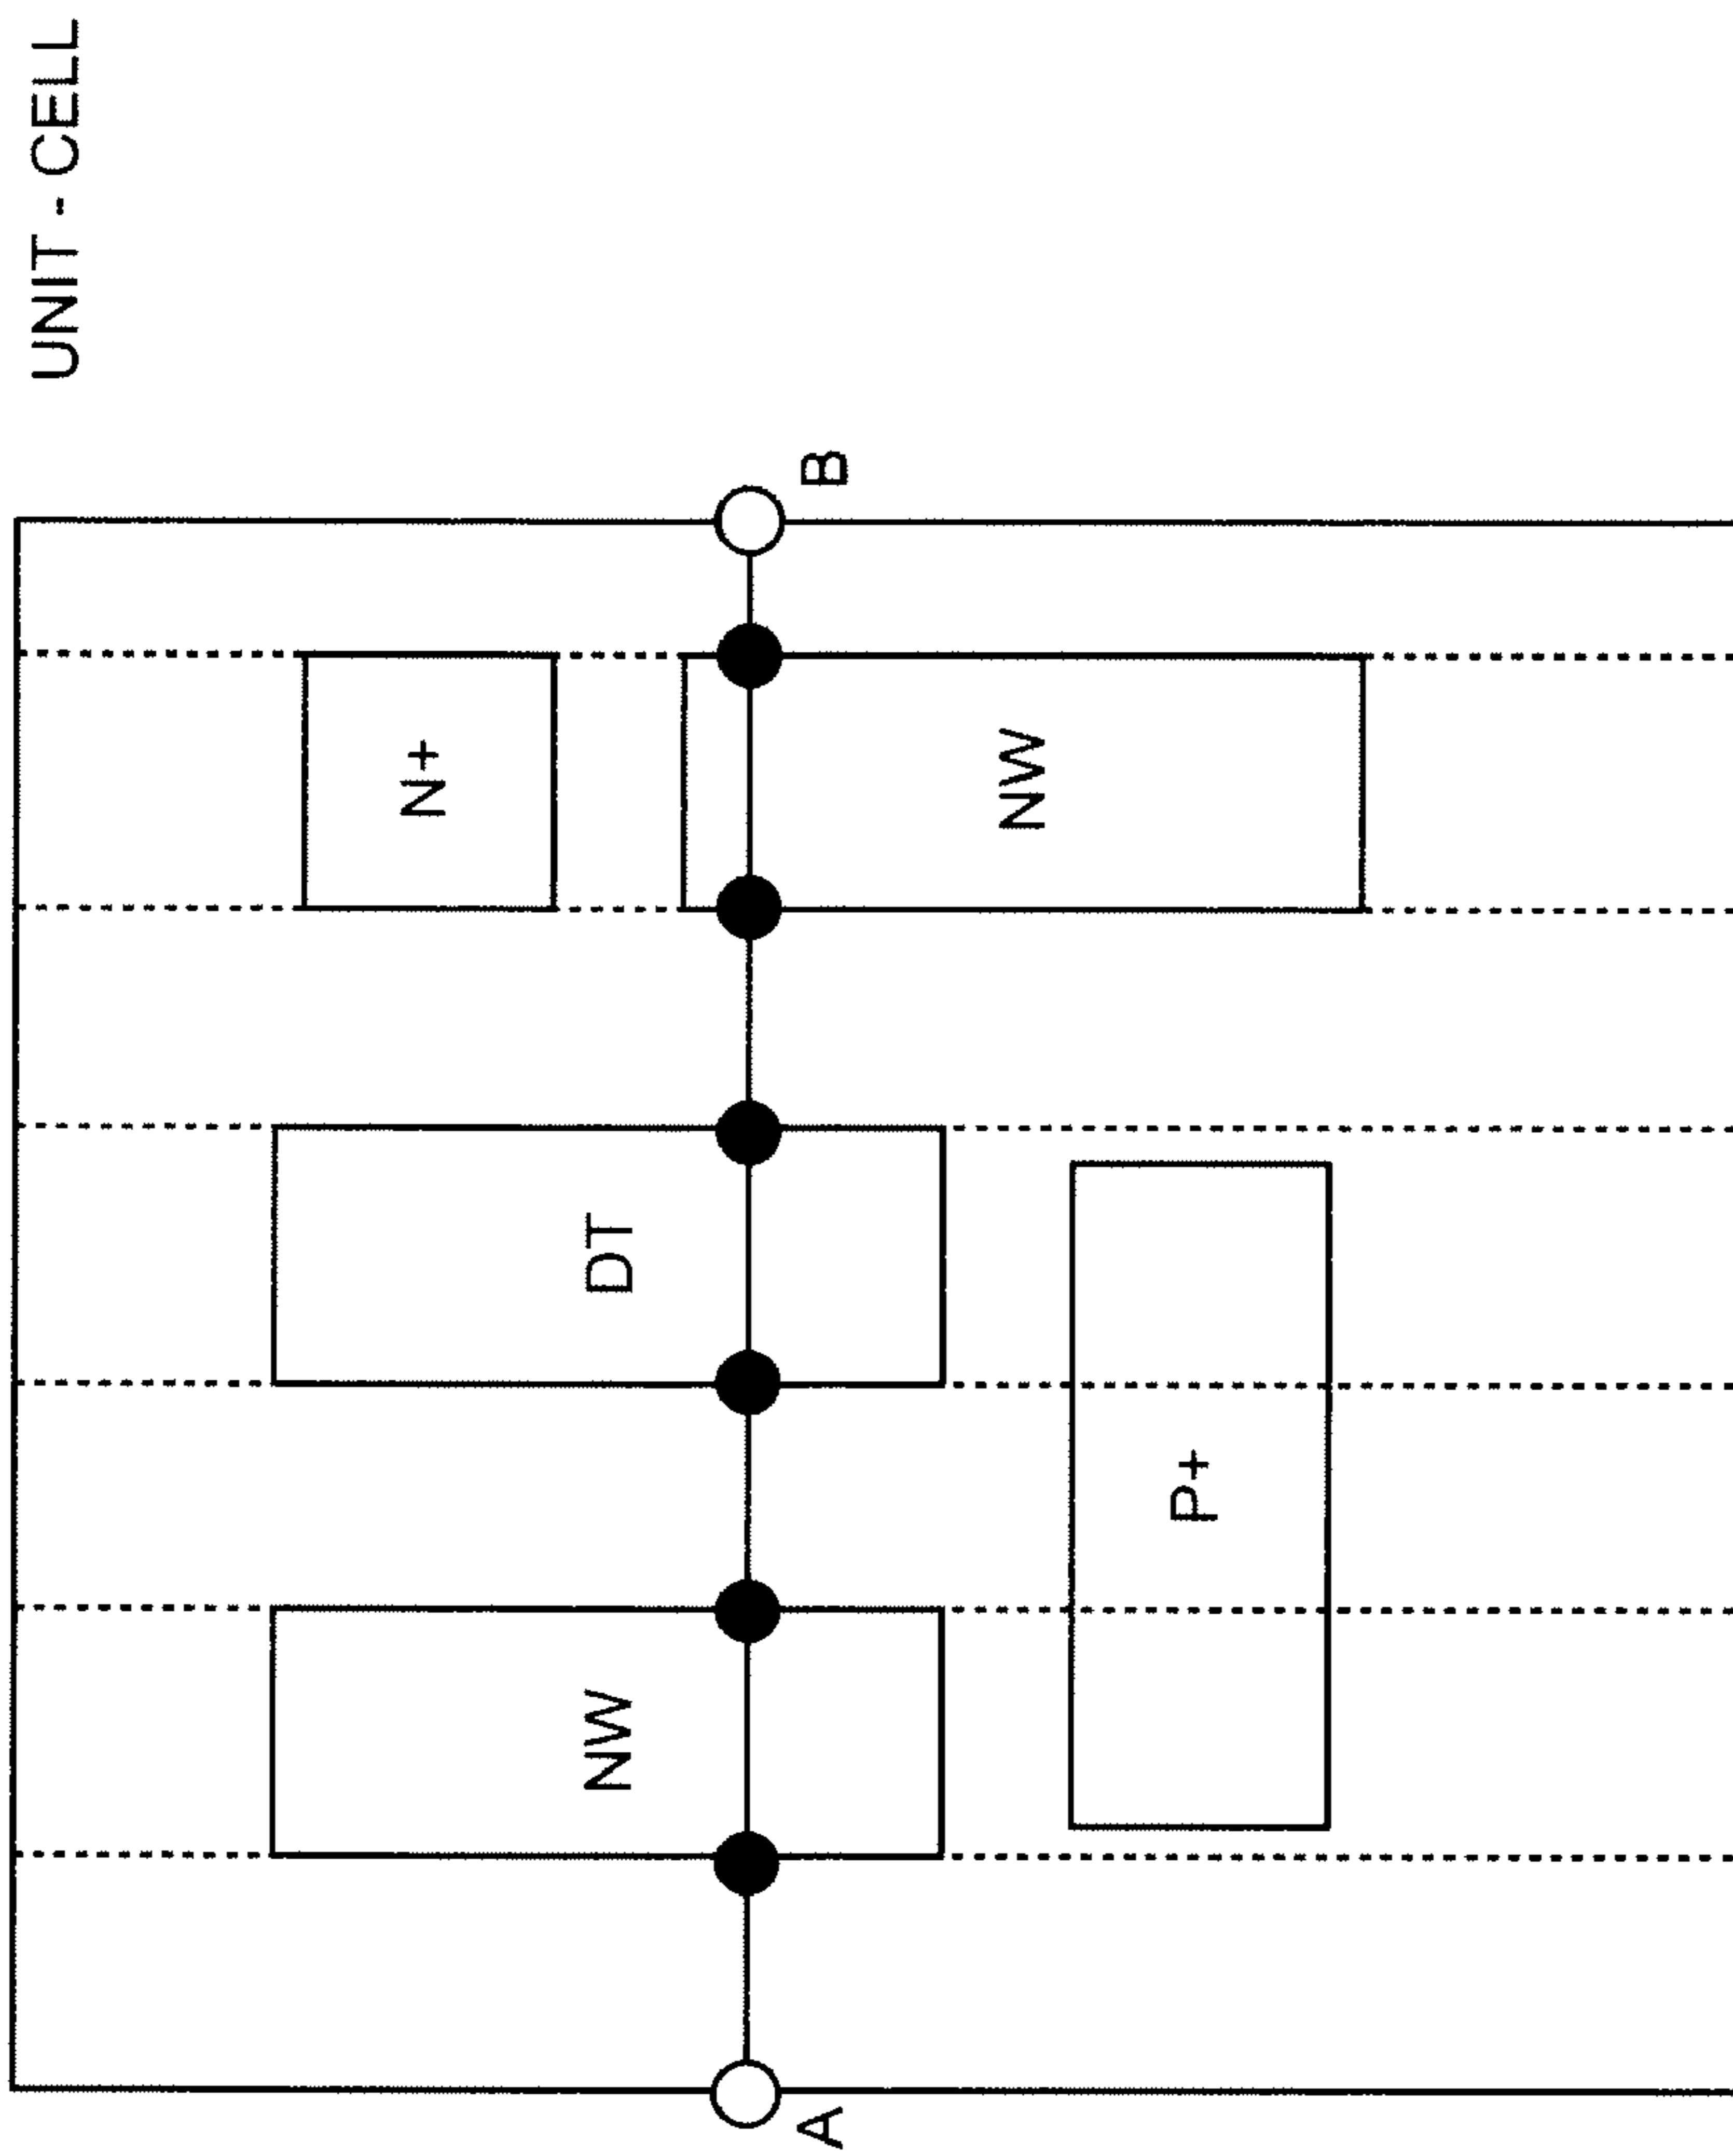 UNIT - CELL
N+
NW
DT
A
B
NW
P+